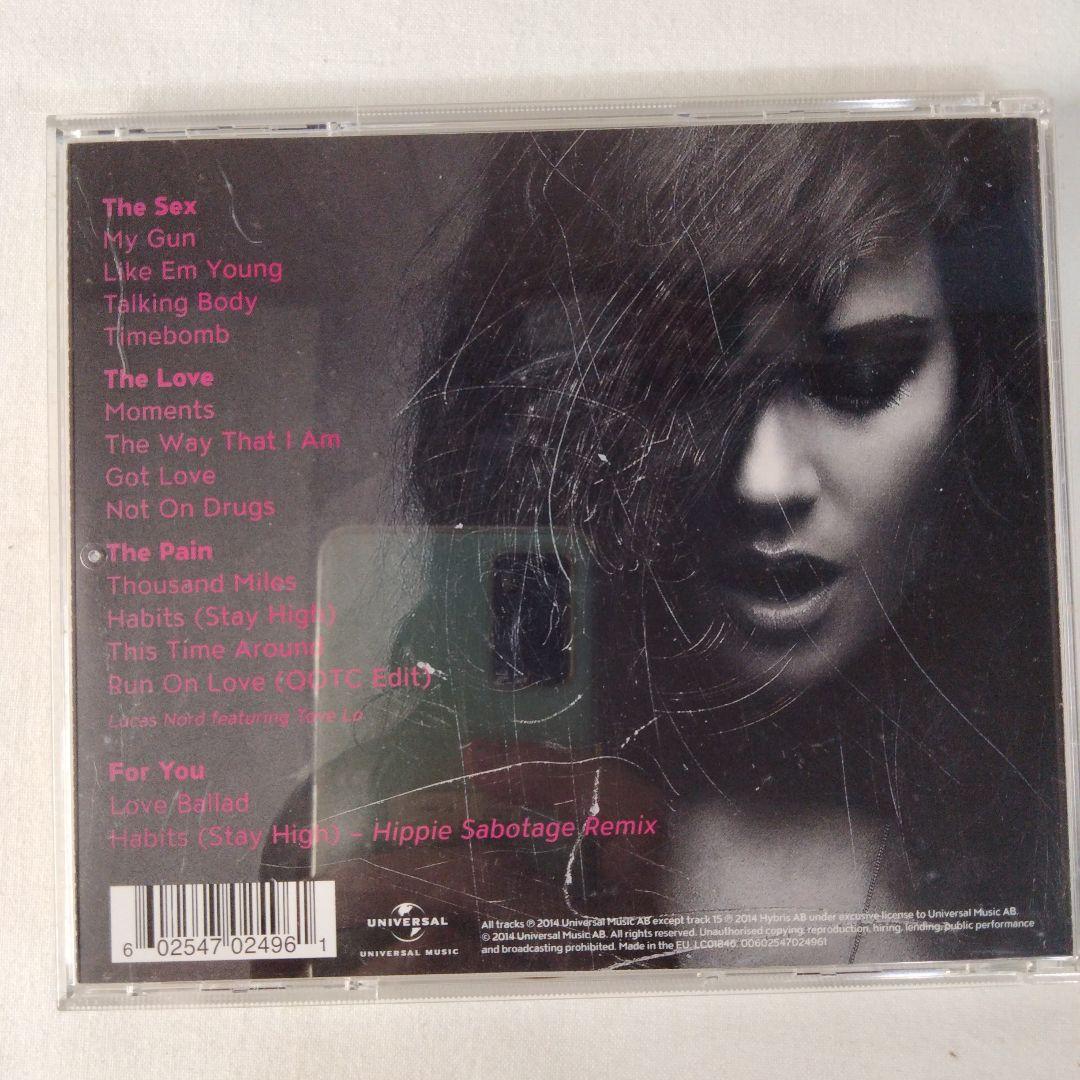 The Sex
My Gun
Like Em Young
Talking Body
Timebomb
The Love
Moments
The Way That I Am
Got Love
Not On Drugs
The Pain
Thousand Miles
Habits (Stay High)
This Time Around
Run On Love (OOTC Edit)
Lucas Nord featuring Tove Lo
For You
Love Ballad
Habits (Stay High) – Hippie Sabotage Remix
6 02547 02496 1
UNIVERSAL
UNIVERSAL MUSIC
All tracks ℗ 2014 Universal Music AB except track 15 ℗ 2014 Hybris AB under excusive license to Universal Music AB.
© 2014 Universal Music AB. All rights reserved. Unauthorised copying, reproduction, hiring, lending, public performance
and broadcasting prohibited. Made in the EU. LC01846. 00602547024961